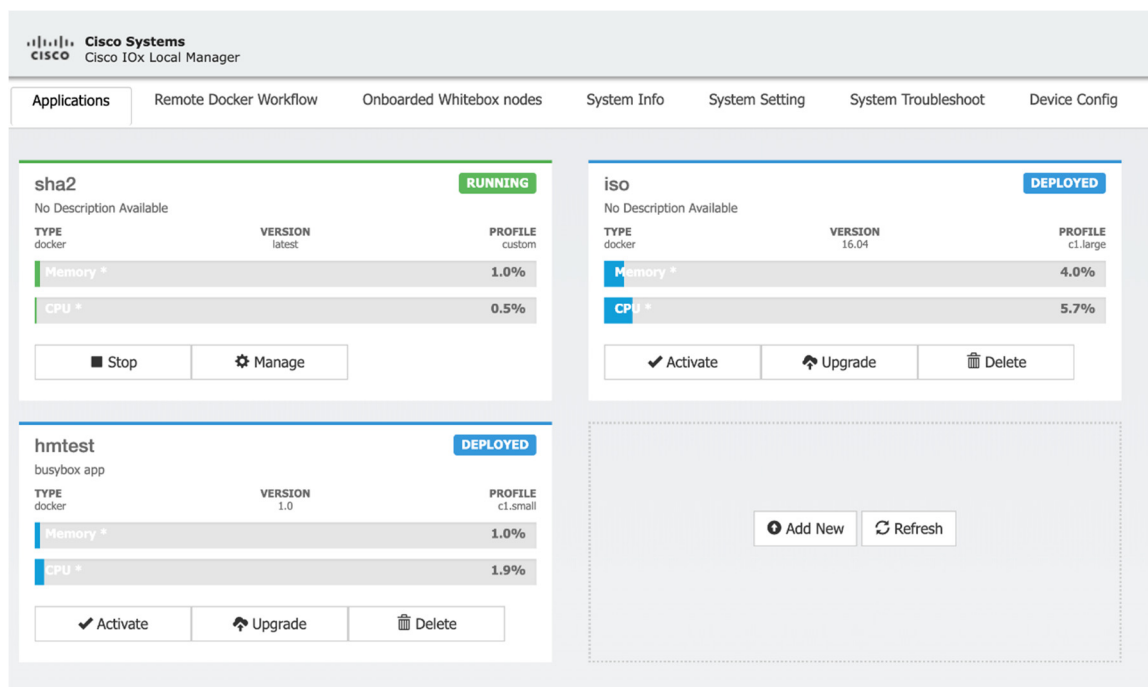 CISCO
Cisco Systems
Cisco IOx Local Manager
Applications Remote Docker Workflow Onboarded Whitebox nodes System Info System Setting System Troubleshoot Device Config
sha2 RUNNING
No Description Available
TYPE VERSION PROFILE
docker latest custom
Memory * 1.0%
CPU * 0.5%
Stop Manage
iso DEPLOYED
No Description Available
TYPE VERSION PROFILE
docker 16.04 c1.large
Memory * 4.0%
CPU * 5.7%
Activate Upgrade Delete
hmtest DEPLOYED
busybox app
TYPE VERSION PROFILE
docker 1.0 c1.small
Memory * 1.0%
CPU * 1.9%
Activate Upgrade Delete
Add New Refresh